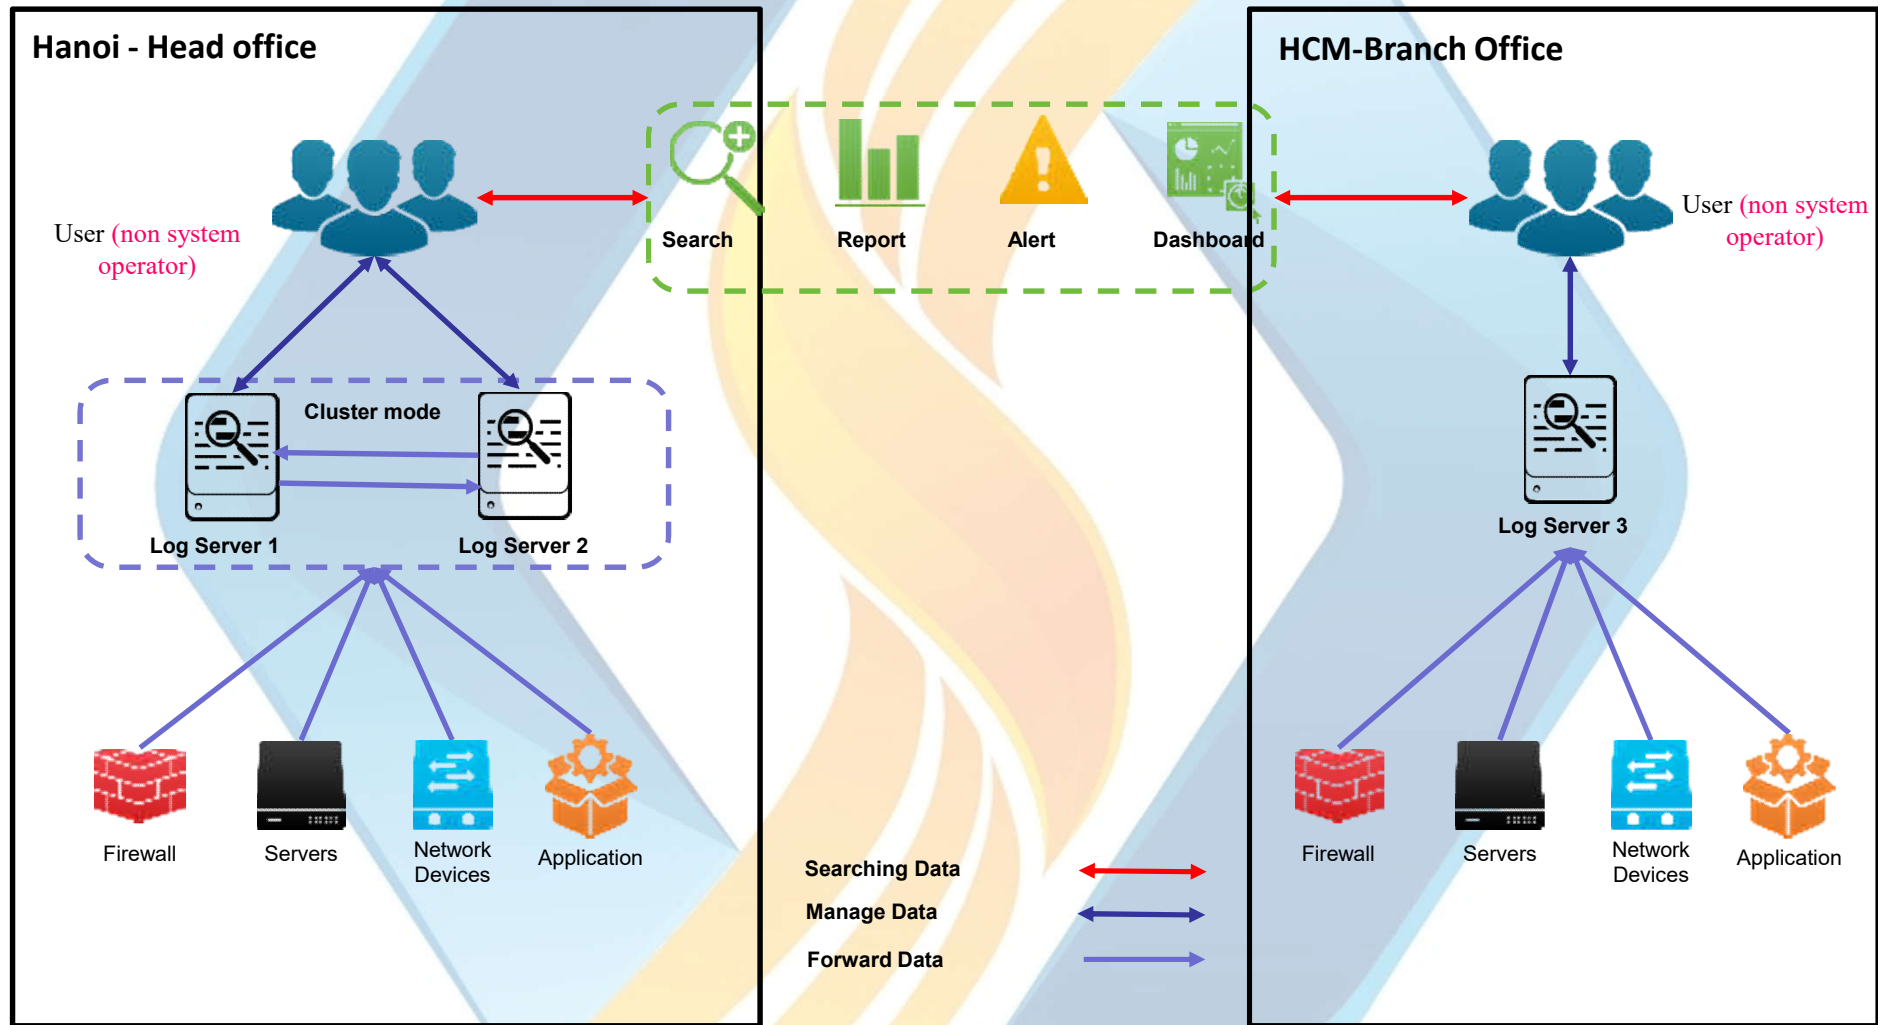 Hanoi - Head office
HCM-Branch Office
User (non system
operator)
Search
Report
Alert
Dashboard
User (non system
operator)
Cluster mode
Log Server 1
Log Server 2
Log Server 3
Firewall
Servers
Network
Devices
Application
Firewall
Servers
Network
Devices
Application
Searching Data
Manage Data
Forward Data